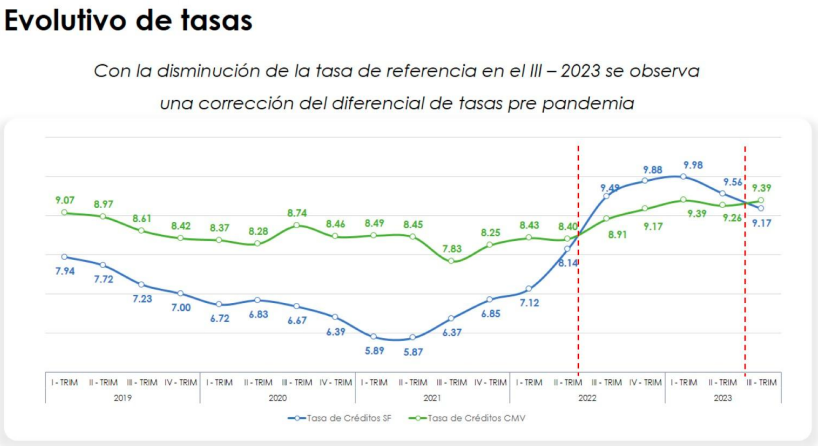 Evolutivo de tasas
Con la disminución de la tasa de referencia en el III – 2023 se observa
una corrección del diferencial de tasas pre pandemia
9.07 8.97 8.61 8.42 8.37 8.28 8.74 8.46 8.49 8.45 7.83 8.25 8.43 8.40 8.91 9.17 9.39 9.26 9.39
7.94 7.72 7.23 7.00 6.72 6.83 6.67 6.39 5.89 5.87 6.37 6.85 7.12 8.14 9.49 9.88 9.98 9.56 9.17
I - TRIM II - TRIM III - TRIM IV - TRIM I - TRIM II - TRIM III - TRIM IV - TRIM I - TRIM II - TRIM III - TRIM IV - TRIM I - TRIM II - TRIM III - TRIM IV - TRIM I - TRIM II - TRIM III - TRIM
2019 2020 2021 2022 2023
Tasa de Créditos SF Tasa de Créditos CMV